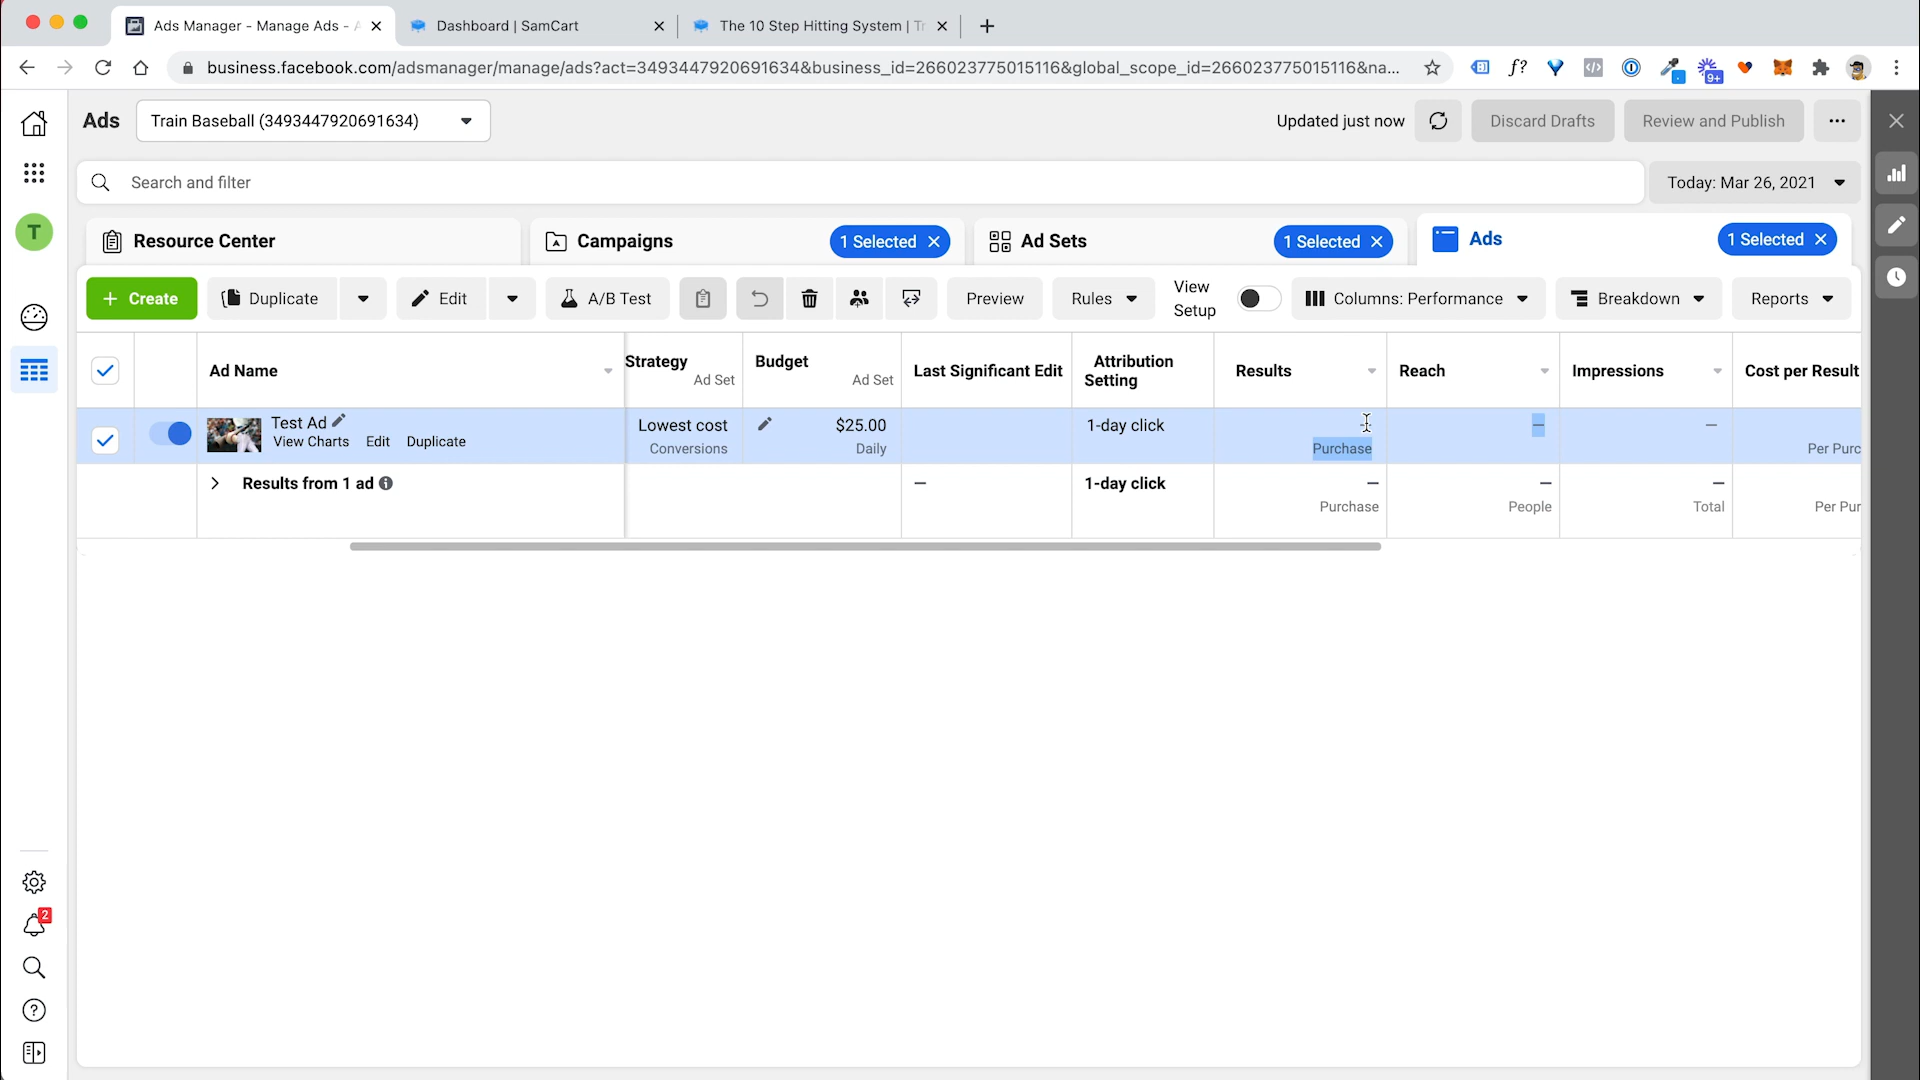 Ads Manager - Manage Ads - A
Dashboard | SamCart
The 10 Step Hitting System | Tr
business.facebook.com/adsmanager/manage/ads?act=3493447920691634&business_id=266023775015116&global_scope_id=266023775015116&na...
f?
9+
Ads
Train Baseball (3493447920691634)
Updated just now
Discard Drafts
Review and Publish
Search and filter
Today: Mar 26, 2021
T
Resource Center
Campaigns
1 Selected
Ad Sets
1 Selected
Ads
1 Selected
Create
Duplicate
Edit
A/B Test
Preview
Rules
View
Setup
Columns: Performance
Breakdown
Reports
Ad Name
Strategy
Ad Set
Budget
Ad Set
Last Significant Edit
Attribution
Setting
Results
Reach
Impressions
Cost per Result
Test Ad
View Charts
Edit
Duplicate
Lowest cost
Conversions
$25.00
Daily
1-day click
Purchase
—
—
Per Purc
Results from 1 ad
—
1-day click
—
Purchase
—
People
—
Total
Per Pur
2